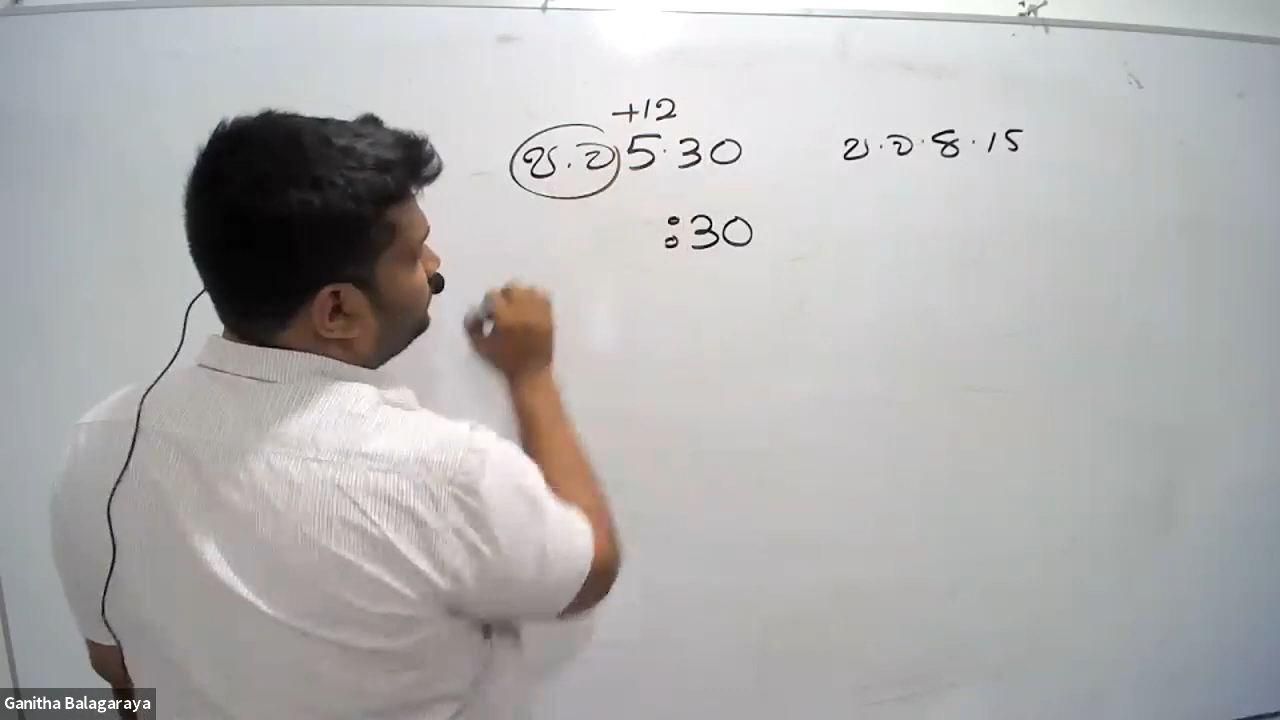 +12
ප.ව 5.30
ප.ව.8.15
:30
Ganitha Balagaraya